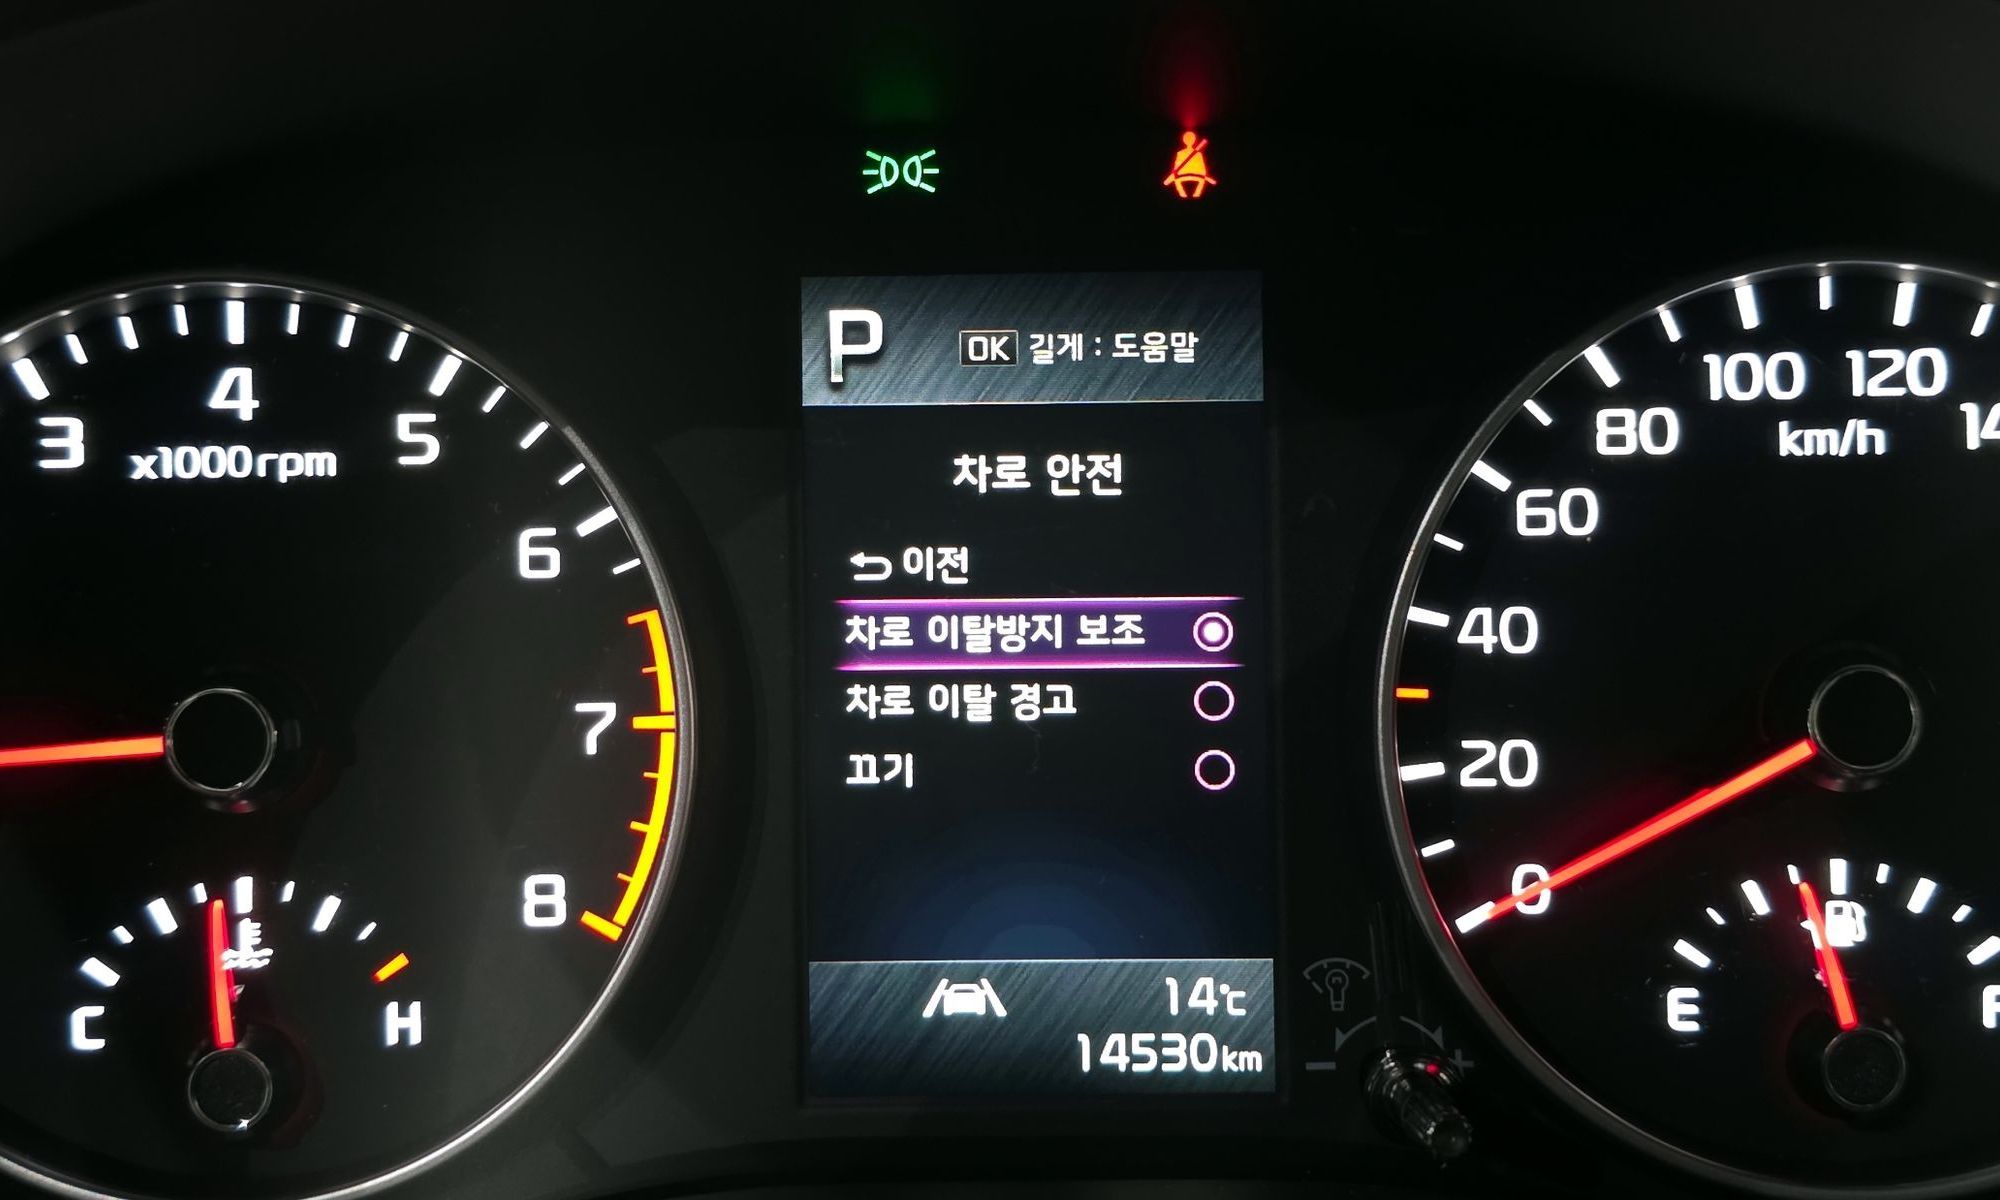 P
OK 길게 : 도움말
차로 안전
이전
차로 이탈방지 보조
차로 이탈 경고
끄기
14℃
14530km
3
4
5
6
7
8
x1000rpm
C
H
0
20
40
60
80
100
120
14
km/h
E
F
- +